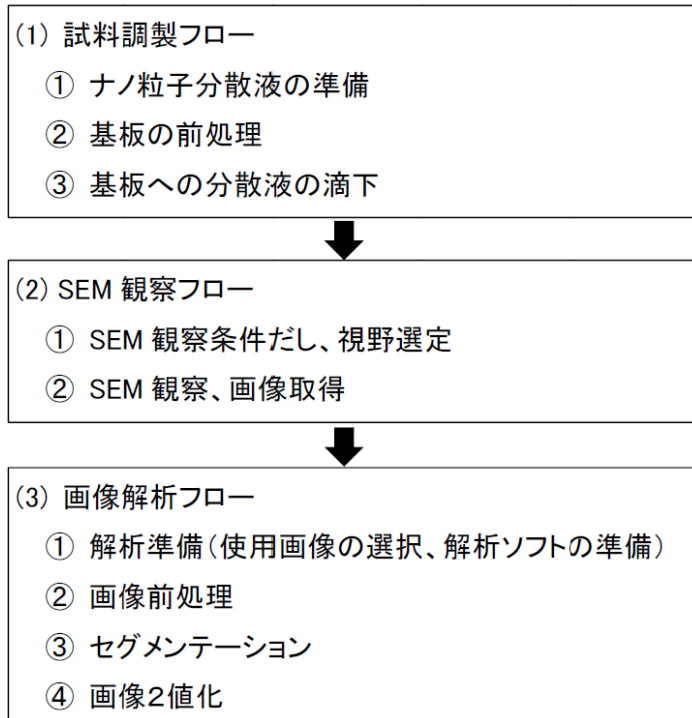 (1) 試料調製フロー
① ナノ粒子分散液の準備
② 基板の前処理
③ 基板への分散液の滴下
(2) SEM 観察フロー
① SEM 観察条件だし、視野選定
② SEM 観察、画像取得
(3) 画像解析フロー
① 解析準備(使用画像の選択、解析ソフトの準備)
② 画像前処理
③ セグメンテーション
④ 画像2値化